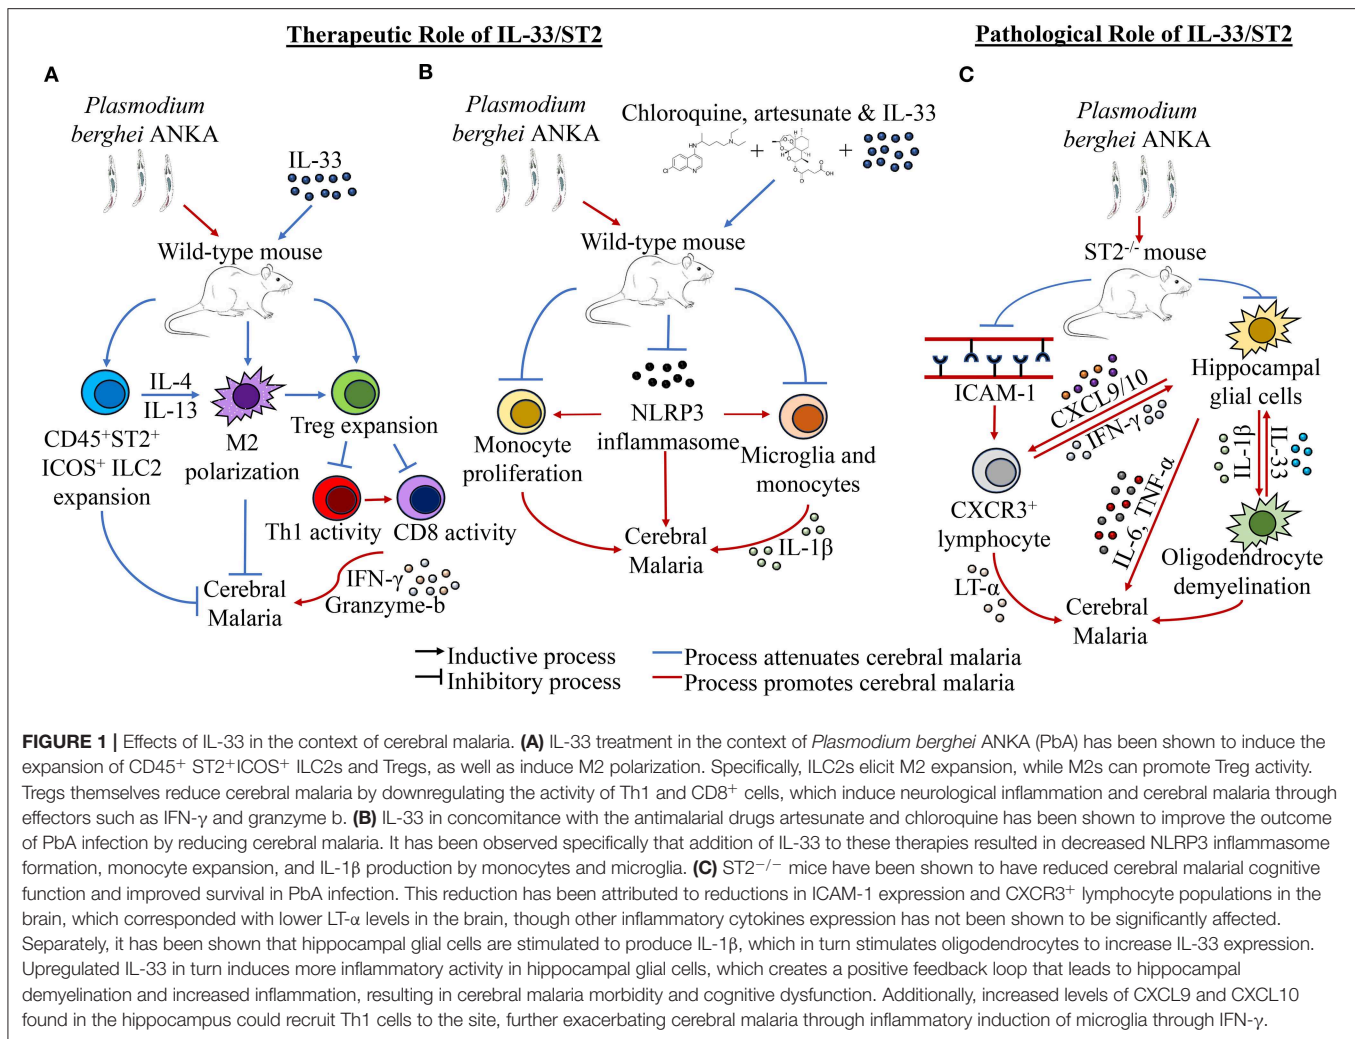 Therapeutic Role of IL-33/ST2
Pathological Role of IL-33/ST2
A
Plasmodium
berghei ANKA
IL-33
Wild-type mouse
IL-4
IL-13
CD45⁺ST2⁺
ICOS⁺ ILC2
expansion
M2
polarization
Treg expansion
Th1 activity
CD8 activity
IFN-γ
Granzyme-b
Cerebral
Malaria
B
Plasmodium
berghei ANKA
Chloroquine, artesunate & IL-33
Cl
N
HN
N
+
+
Wild-type mouse
NLRP3
inflammasome
Monocyte
proliferation
Microglia and
monocytes
IL-1β
Cerebral
Malaria
C
Plasmodium
berghei ANKA
ST2⁻/⁻ mouse
ICAM-1
CXCL9/10
IFN-γ
Hippocampal
glial cells
IL-1β
IL-33
CXCR3⁺
lymphocyte
IL-6, TNF-α
Oligodendrocyte
demyelination
LT-α
Cerebral
Malaria
Inductive process
Inhibitory process
Process attenuates cerebral malaria
Process promotes cerebral malaria
FIGURE 1 | Effects of IL-33 in the context of cerebral malaria. (A) IL-33 treatment in the context of Plasmodium berghei ANKA (PbA) has been shown to induce the
expansion of CD45⁺ ST2⁺ICOS⁺ ILC2s and Tregs, as well as induce M2 polarization. Specifically, ILC2s elicit M2 expansion, while M2s can promote Treg activity.
Tregs themselves reduce cerebral malaria by downregulating the activity of Th1 and CD8⁺ cells, which induce neurological inflammation and cerebral malaria through
effectors such as IFN-γ and granzyme b. (B) IL-33 in concomitance with the antimalarial drugs artesunate and chloroquine has been shown to improve the outcome
of PbA infection by reducing cerebral malaria. It has been observed specifically that addition of IL-33 to these therapies resulted in decreased NLRP3 inflammasome
formation, monocyte expansion, and IL-1β production by monocytes and microglia. (C) ST2⁻/⁻ mice have been shown to have reduced cerebral malarial cognitive
function and improved survival in PbA infection. This reduction has been attributed to reductions in ICAM-1 expression and CXCR3⁺ lymphocyte populations in the
brain, which corresponded with lower LT-α levels in the brain, though other inflammatory cytokines expression has not been shown to be significantly affected.
Separately, it has been shown that hippocampal glial cells are stimulated to produce IL-1β, which in turn stimulates oligodendrocytes to increase IL-33 expression.
Upregulated IL-33 in turn induces more inflammatory activity in hippocampal glial cells, which creates a positive feedback loop that leads to hippocampal
demyelination and increased inflammation, resulting in cerebral malaria morbidity and cognitive dysfunction. Additionally, increased levels of CXCL9 and CXCL10
found in the hippocampus could recruit Th1 cells to the site, further exacerbating cerebral malaria through inflammatory induction of microglia through IFN-γ.